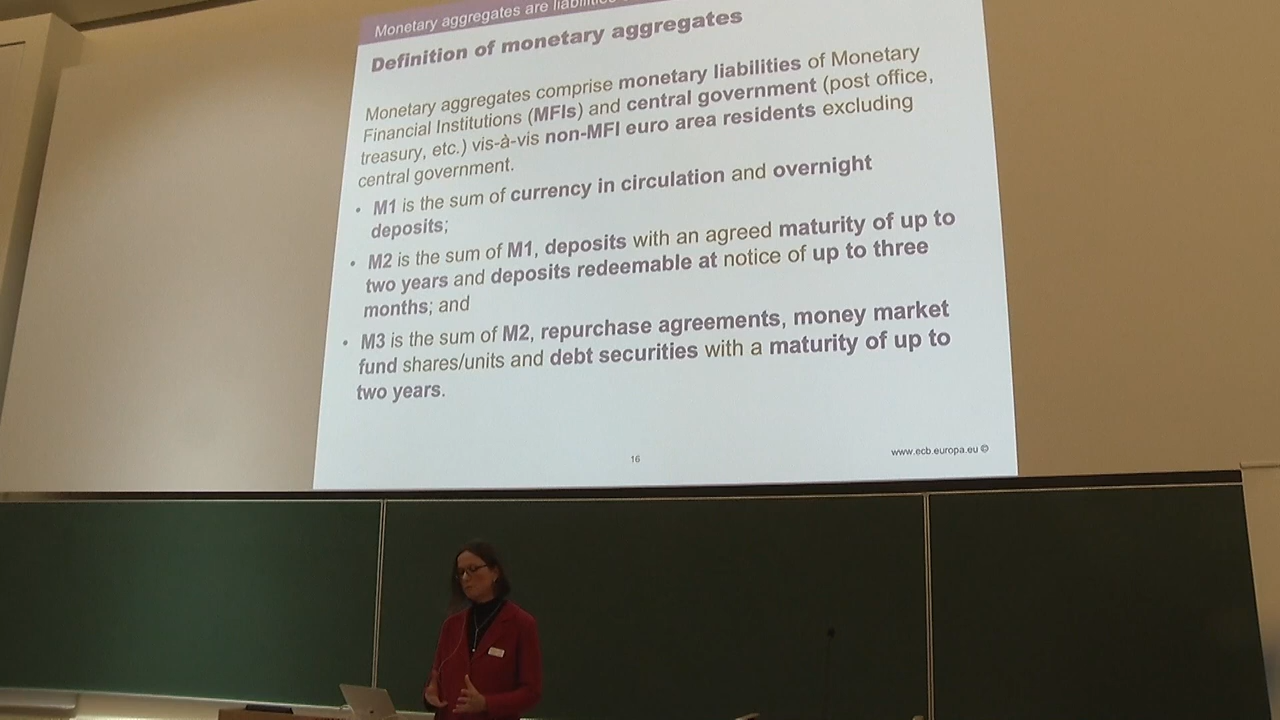 Monetary aggregates are liabilities
Definition of monetary aggregates
Monetary aggregates comprise monetary liabilities of Monetary
Financial Institutions (MFIs) and central government (post office,
treasury, etc.) vis-à-vis non-MFI euro area residents excluding
central government.
• M1 is the sum of currency in circulation and overnight
deposits;
• M2 is the sum of M1, deposits with an agreed maturity of up to
two years and deposits redeemable at notice of up to three
months; and
• M3 is the sum of M2, repurchase agreements, money market
fund shares/units and debt securities with a maturity of up to
two years.
16
www.ecb.europa.eu ©